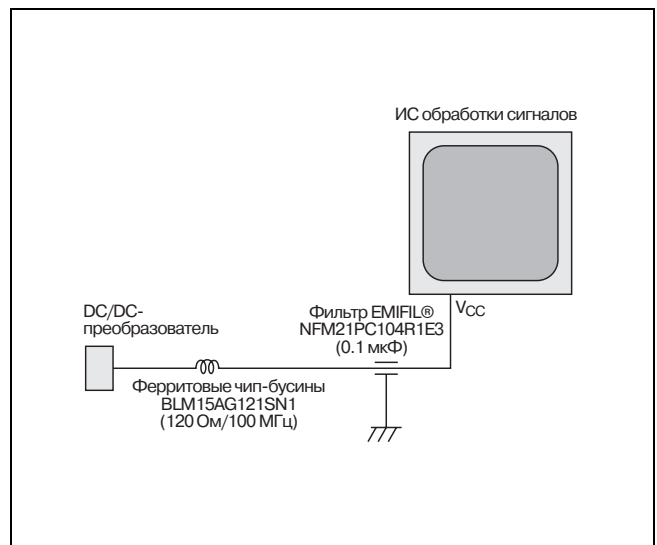 ИС обработки сигналов
VCC
DC/DC-
преобразователь
Фильтр EMIFIL®
NFM21PC104R1E3
(0.1 мкФ)
Ферритовые чип-бусины
BLM15AG121SN1
(120 Ом/100 МГц)